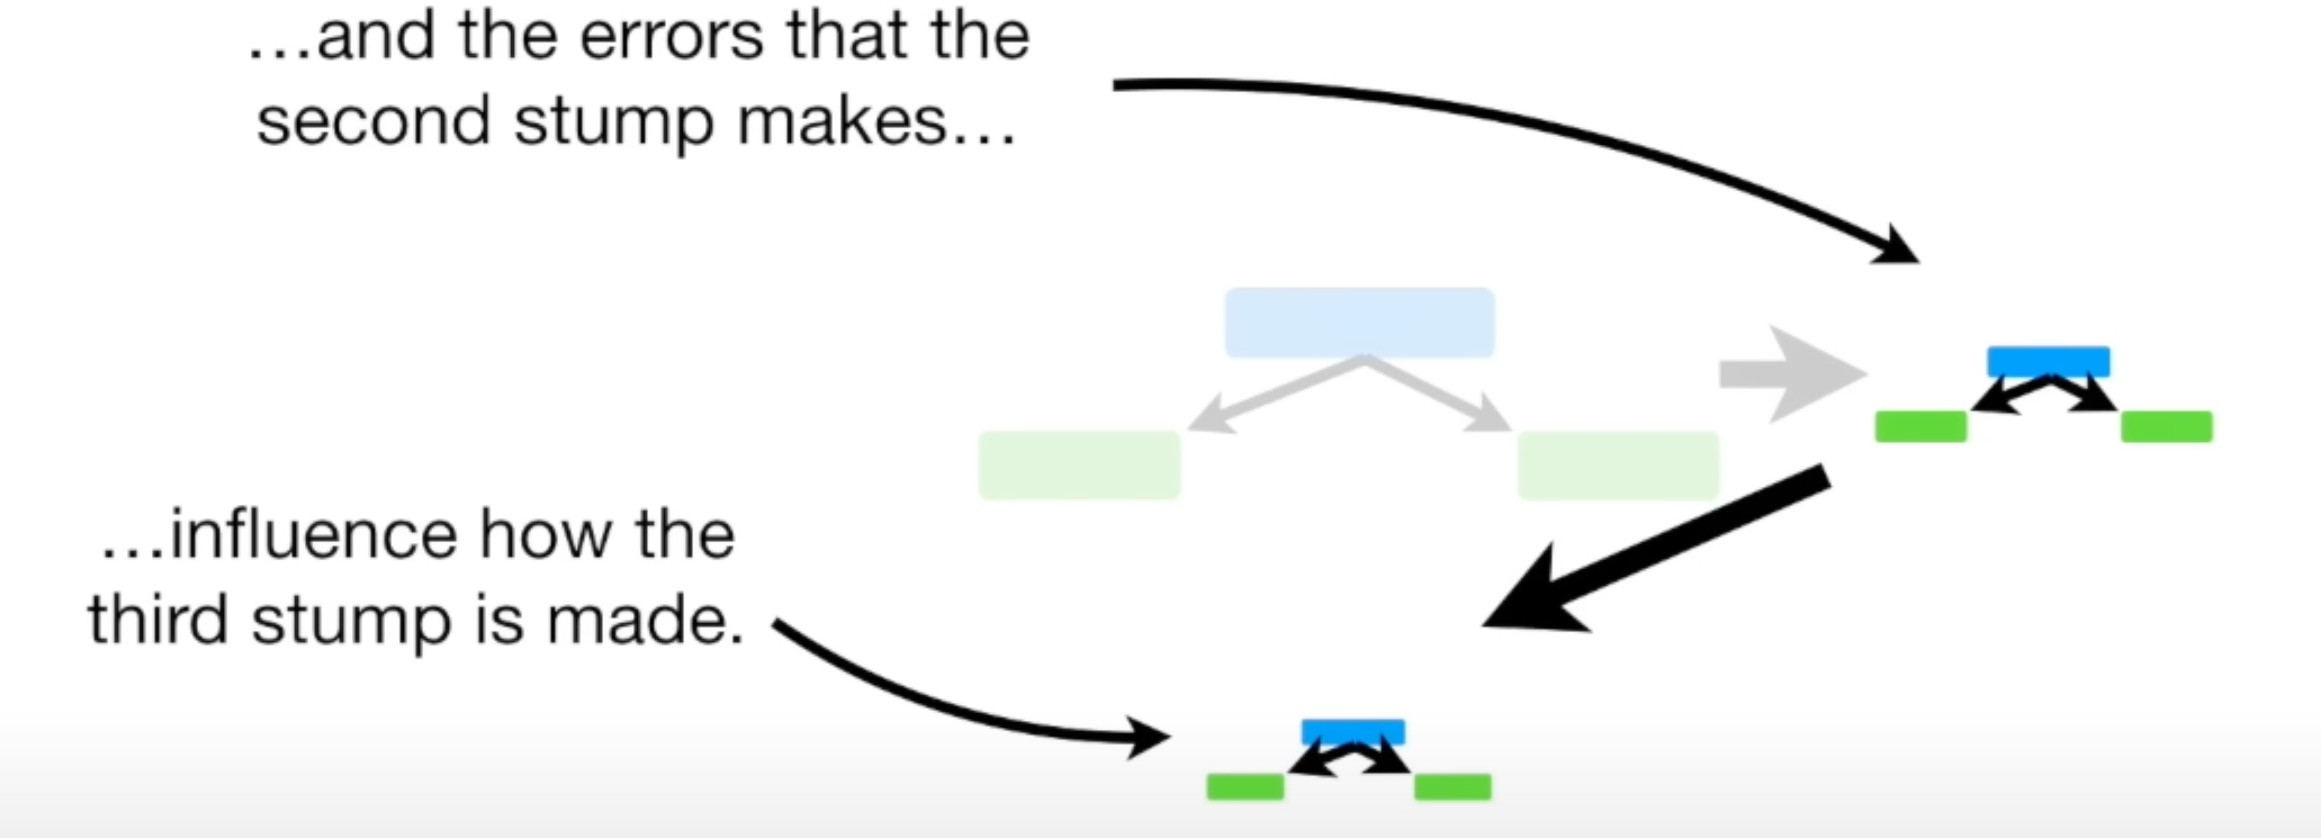 …and the errors that the
second stump makes…
…influence how the
third stump is made.